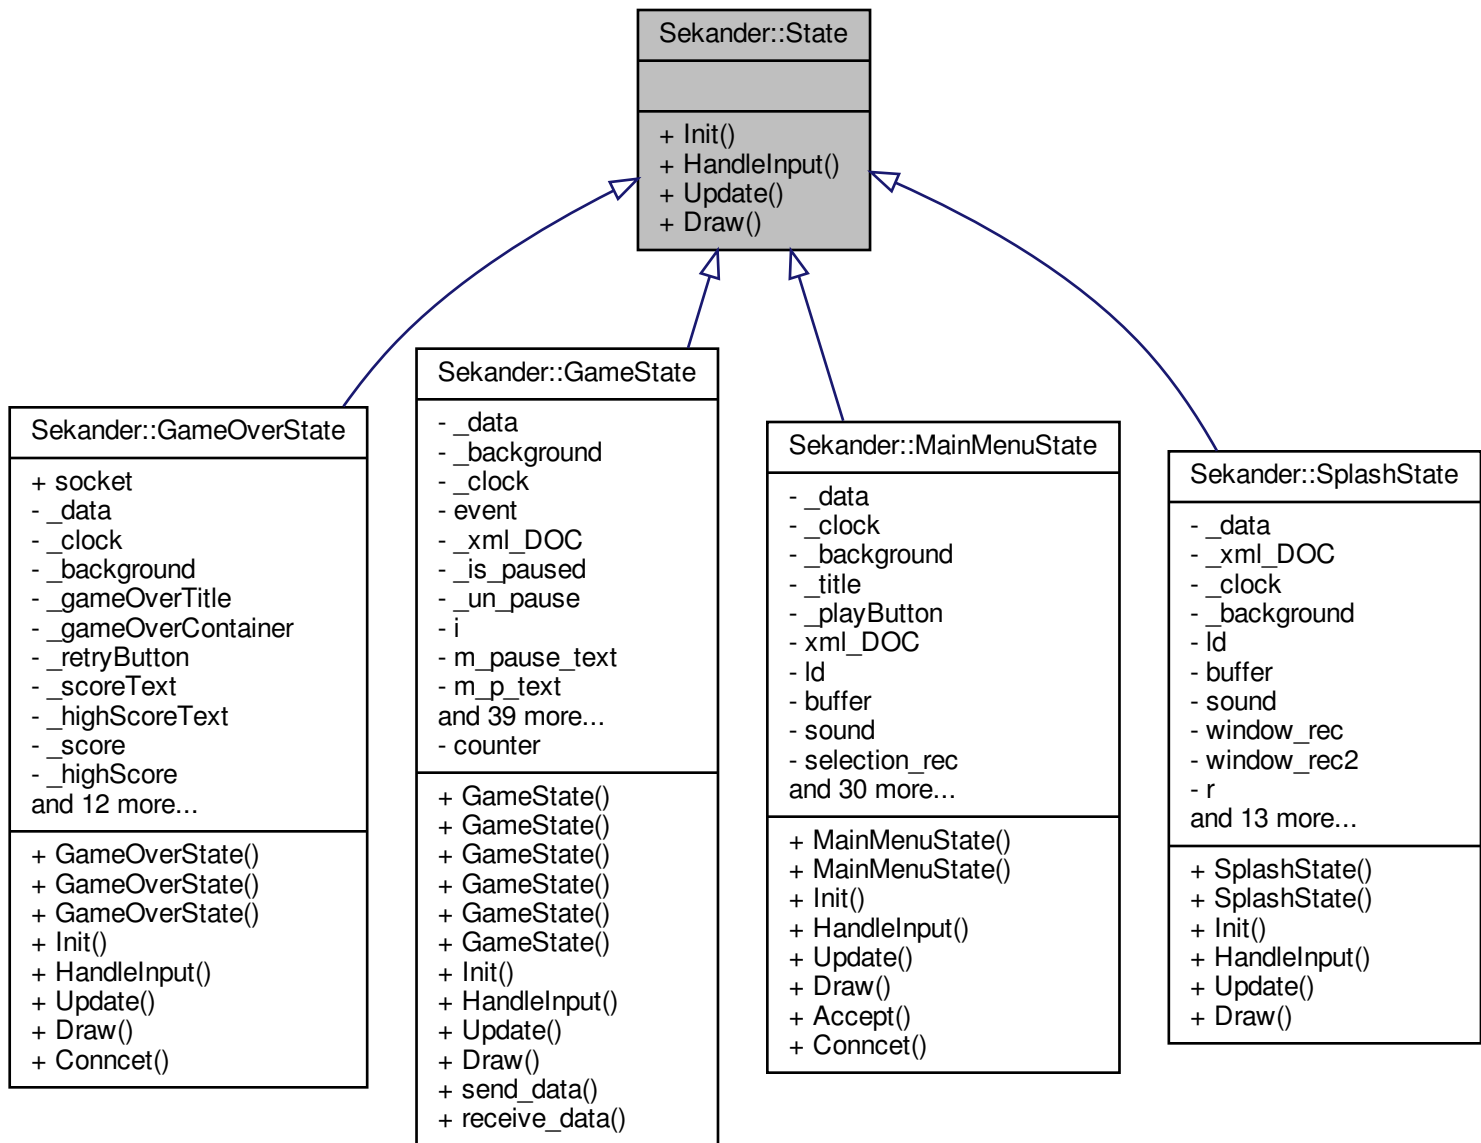 Sekander::State
+ Init()
+ HandleInput()
+ Update()
+ Draw()
Sekander::GameOverState
+ socket
- _data
- _clock
- _background
- _gameOverTitle
- _gameOverContainer
- _retryButton
- _scoreText
- _highScoreText
- _score
- _highScore
and 12 more...
+ GameOverState()
+ GameOverState()
+ GameOverState()
+ Init()
+ HandleInput()
+ Update()
+ Draw()
+ Conncet()
Sekander::GameState
- _data
- _background
- _clock
- event
- _xml_DOC
- _is_paused
- _un_pause
- i
- m_pause_text
- m_p_text
and 39 more...
- counter
+ GameState()
+ GameState()
+ GameState()
+ GameState()
+ GameState()
+ GameState()
+ Init()
+ HandleInput()
+ Update()
+ Draw()
+ send_data()
+ receive_data()
Sekander::MainMenuState
- _data
- _clock
- _background
- _title
- _playButton
- xml_DOC
- ld
- buffer
- sound
- selection_rec
and 30 more...
+ MainMenuState()
+ MainMenuState()
+ Init()
+ HandleInput()
+ Update()
+ Draw()
+ Accept()
+ Conncet()
Sekander::SplashState
- _data
- _xml_DOC
- _clock
- _background
- ld
- buffer
- sound
- window_rec
- window_rec2
- r
and 13 more...
+ SplashState()
+ SplashState()
+ Init()
+ HandleInput()
+ Update()
+ Draw()